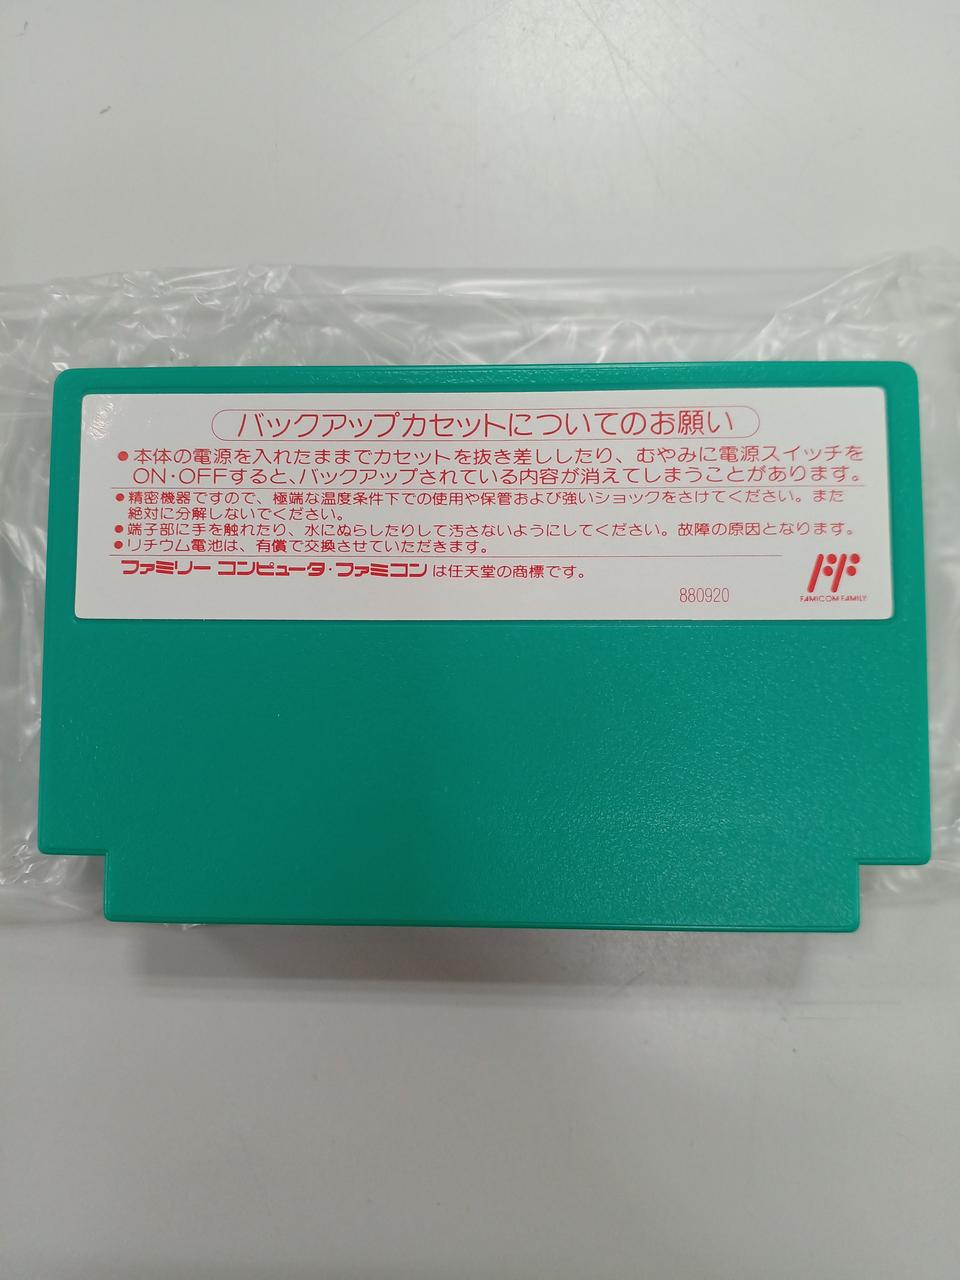 バックアップカセットについてのお願い
●本体の電源を入れたままでカセットを抜き差ししたり、むやみに電源スイッチを
ON・OFFすると、バックアップされている内容が消えてしまうことがあります。
●精密機器ですので、極端な温度条件下での使用や保管および強いショックをさけてください。また
絶対に分解しないでください。
●端子部に手を触れたり、水にぬらしたりして汚さないようにしてください。故障の原因となります。
●リチウム電池は、有償で交換させていただきます。
ファミリーコンピュータ・ファミコンは任天堂の商標です。
880920
FAMICOM FAMILY